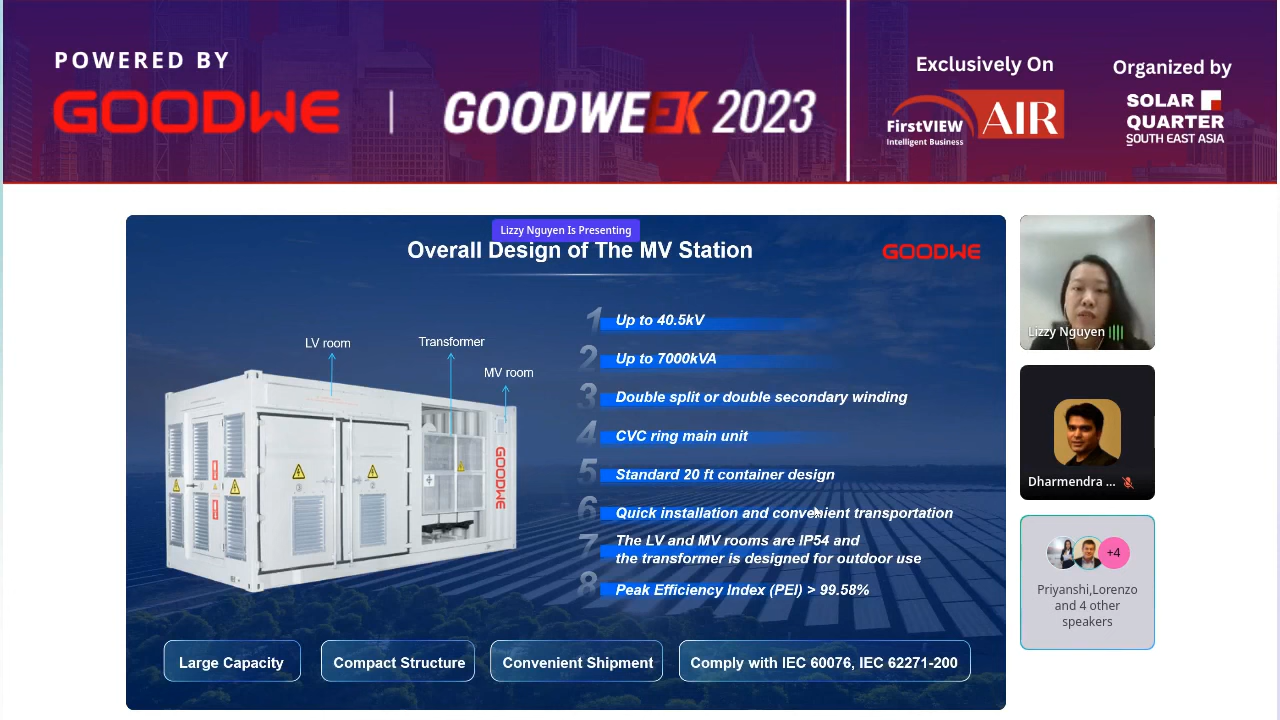 POWERED BY
GOODWE
GOODWEEK 2023
Exclusively On
FirstVIEW
Intelligent Business
AIR
Organized by
SOLAR
QUARTER
SOUTH EAST ASIA
Lizzy Nguyen Is Presenting
Overall Design of The MV Station
GOODWE
LV room
Transformer
MV room
GOODWE
1 Up to 40.5kV
2 Up to 7000kVA
3 Double split or double secondary winding
4 CVC ring main unit
5 Standard 20 ft container design
6 Quick installation and convenient transportation
7 The LV and MV rooms are IP54 and
the transformer is designed for outdoor use
8 Peak Efficiency Index (PEI) > 99.58%
Large Capacity
Compact Structure
Convenient Shipment
Comply with IEC 60076, IEC 62271-200
Lizzy Nguyen
Dharmendra ...
+4
Priyanshi,Lorenzo
and 4 other
speakers